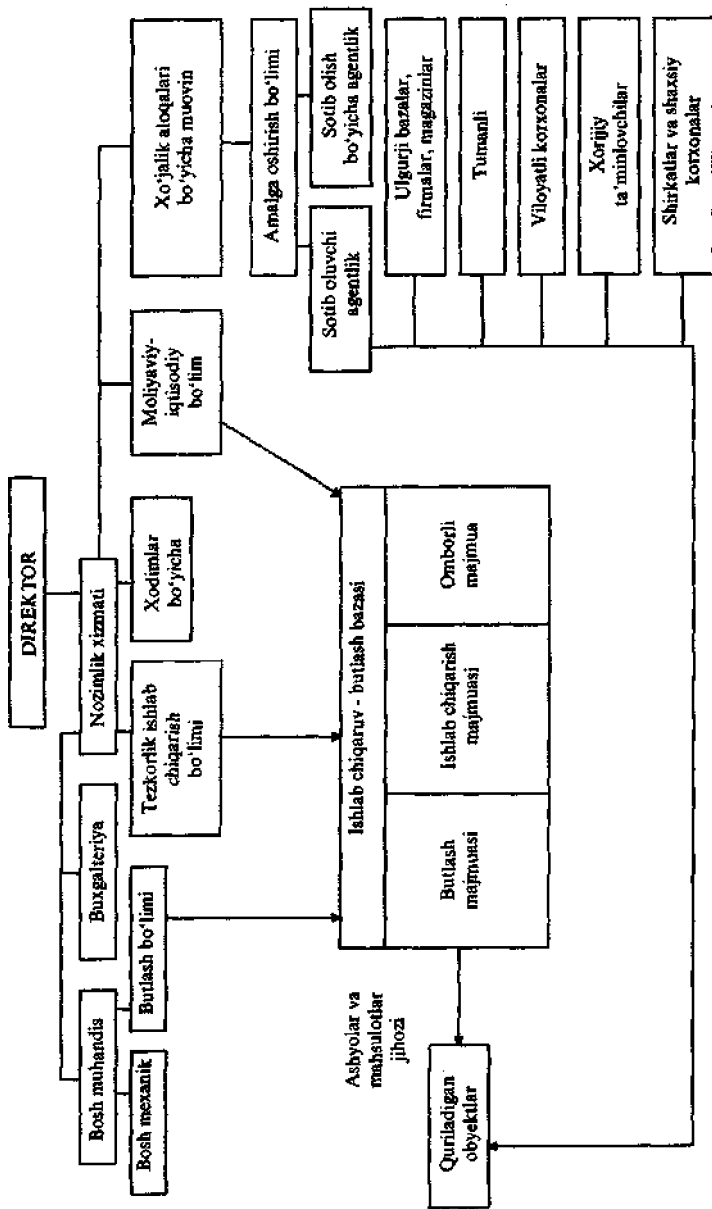 DIREKTOR
Bosh muhandis
Buxgalteriya
Nozimlik xizmati
Bosh mexanik
Butlash bo‘limi
Tezkorlik ishlab
chiqarish
bo‘limi
Xodimlar
bo‘yicha
Moliyaviy-
iqtisodiy
bo‘lim
Xo‘jalik aloqalari
bo‘yicha muovin
Amalga oshirish bo‘limi
Sotib oluvchi
agentlik
Sotib olish
bo‘yicha agentlik
Ulgurji bazalar,
firmalar, magazinlar
Tumanli
Viloyatli korxonalar
Xorijiy
ta’minlovchilar
Shirkatlar va shaxsiy
korxonalar
Ishlab chiqaruv - butlash bazasi
Butlash
majmuasi
Ishlab chiqarish
majmuasi
Omborli
majmua
Ashyolar va
mahsulotlar
jihozi
Quriladigan
obyektlar